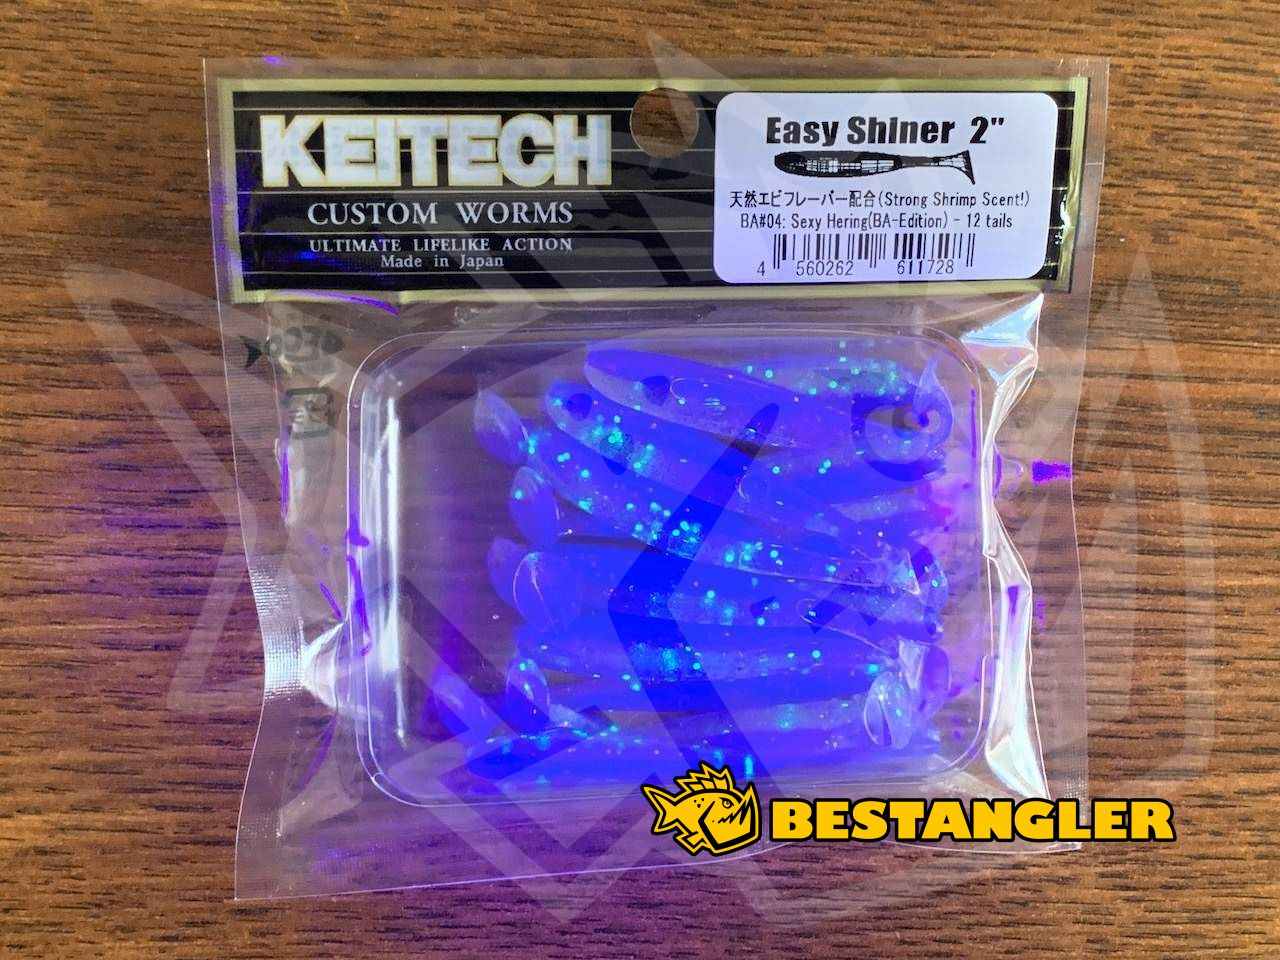 KEITECH
CUSTOM WORMS
ULTIMATE LIFELIKE ACTION
Made in Japan
Easy Shiner 2"
天然エビフレーバー配合(Strong Shrimp Scent!)
BA#04: Sexy Hering(BA-Edition) - 12 tails
4 560262 611728
BESTANGLER